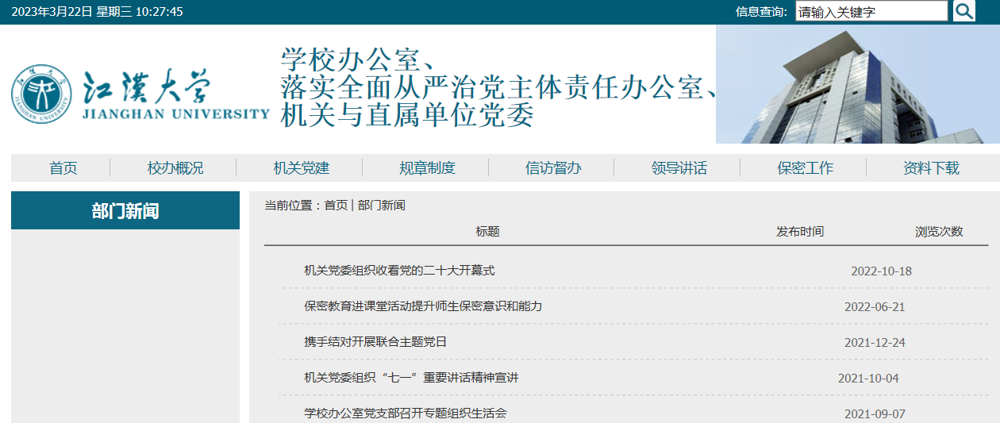 2023年3月22日 星期三 10:27:45
信息查询:
请输入关键字
江漢大学
JIANGHAN UNIVERSITY
学校办公室、
落实全面从严治党主体责任办公室、
机关与直属单位党委
首页
校办概况
机关党建
规章制度
信访督办
领导讲话
保密工作
资料下载
部门新闻
当前位置：首页 | 部门新闻
标题 发布时间 浏览次数
机关党委组织收看党的二十大开幕式 2022-10-18
保密教育进课堂活动提升师生保密意识和能力 2022-06-21
携手结对开展联合主题党日 2021-12-24
机关党委组织“七一”重要讲话精神宣讲 2021-10-04
学校办公室党支部召开专题组织生活会 2021-09-07